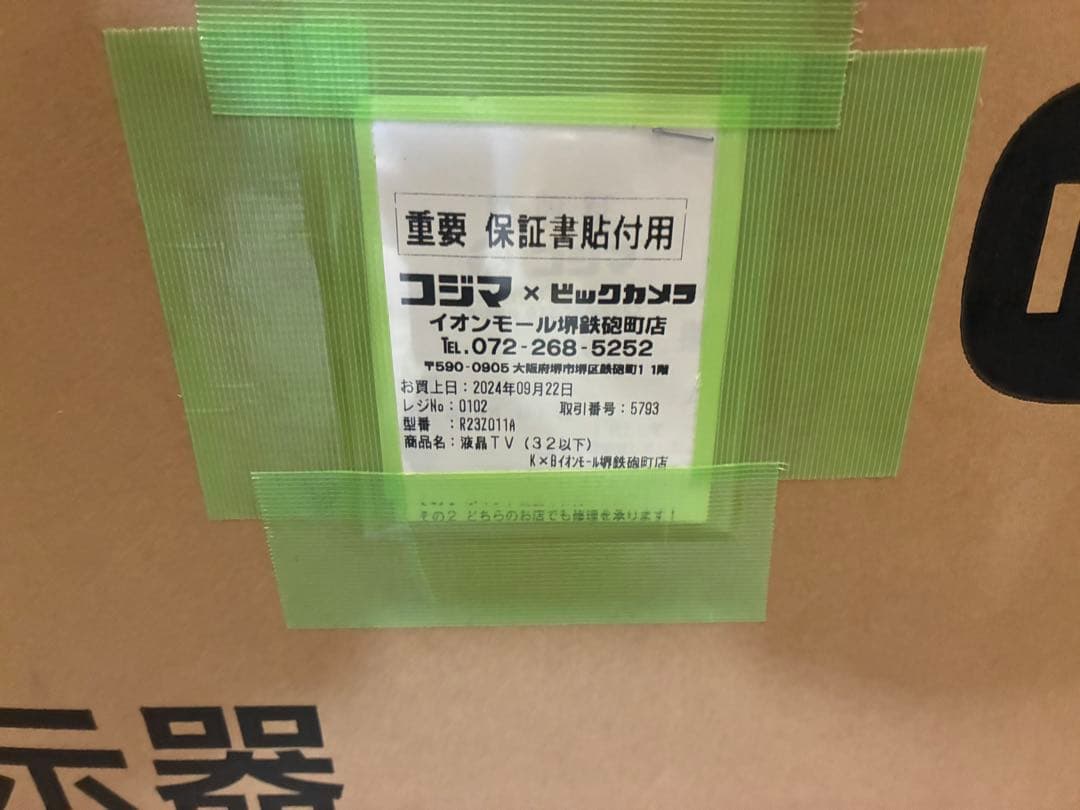 重要 保証書貼付用
コジマ×ビックカメラ
イオンモール堺鉄砲町店
TEL.072-268-5252
〒590-0905 大阪府堺市堺区鉄砲町1 1階
お買上日:2024年09月22日
レジNo:0102 取引番号:5793
型番 :R23Z011A
商品名:液晶TV(32以下)
K×Bイオンモール堺鉄砲町店
その2 どちらのお店でも修理を承ります!
示器